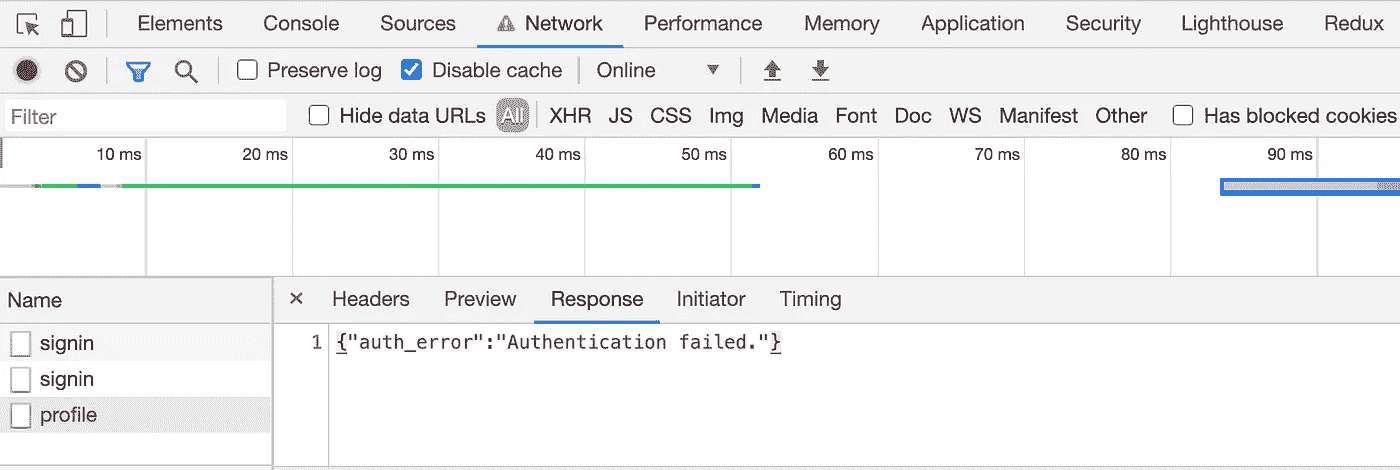 Elements Console Sources Network Performance Memory Application Security Lighthouse Redux
Preserve log Disable cache Online
Filter Hide data URLs All XHR JS CSS Img Media Font Doc WS Manifest Other Has blocked cookies
10 ms 20 ms 30 ms 40 ms 50 ms 60 ms 70 ms 80 ms 90 ms
Name × Headers Preview Response Initiator Timing
signin 1 {"auth_error":"Authentication failed."}
signin
profile